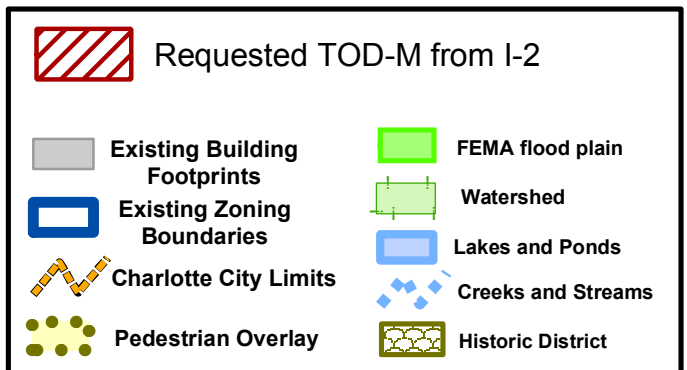 Requested TOD-M from I-2
Existing Building
Footprints
Existing Zoning
Boundaries
Charlotte City Limits
Pedestrian Overlay
FEMA flood plain
Watershed
Lakes and Ponds
Creeks and Streams
Historic District